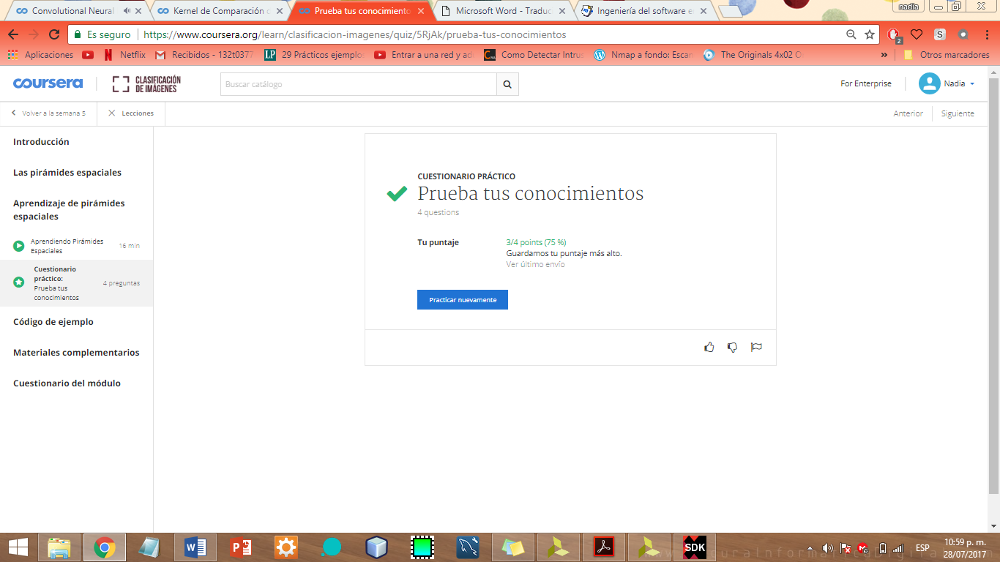 Convolutional Neural
Kernel de Comparación
Prueba tus conocimiento
Microsoft Word - Traduc
Ingeniería del software e
nadia
Es seguro
https://www.coursera.org/learn/clasificacion-imagenes/quiz/5RjAk/prueba-tus-conocimientos
2
S
Aplicaciones
Netflix
Recibidos - 132t0377
29 Prácticos ejemplo
Entrar a una red y ad
Como Detectar Intrus
Nmap a fondo: Escan
The Originals 4x02 O
»
Otros marcadores
coursera
CLASIFICACIÓN
DE IMÁGENES
Buscar catálogo
For Enterprise
Nadia
Volver a la semana 5
Lecciones
Anterior
Siguiente
Introducción
Las pirámides espaciales
Aprendizaje de pirámides
espaciales
Aprendiendo Pirámides
Espaciales
16 min
Cuestionario
práctico:
Prueba tus
conocimientos
4 preguntas
Código de ejemplo
Materiales complementarios
Cuestionario del módulo
CUESTIONARIO PRÁCTICO
Prueba tus conocimientos
4 questions
Tu puntaje
3/4 points (75 %)
Guardamos tu puntaje más alto.
Ver último envío
Practicar nuevamente
SDK
ESP
10:59 p. m.
28/07/2017